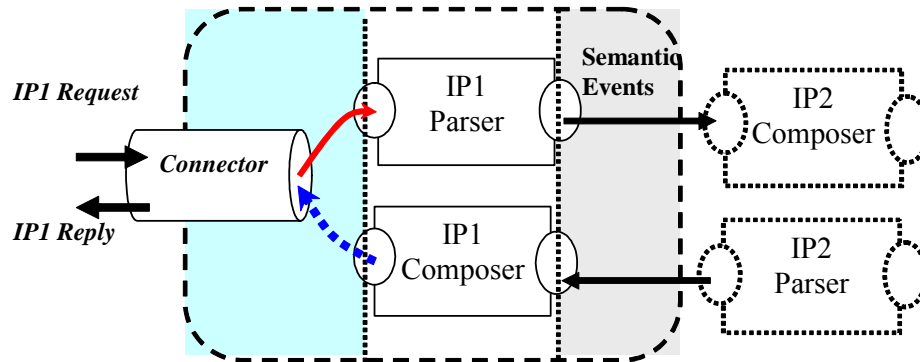 IP1 Request
Connector
IP1 Reply
IP1
Parser
Semantic
Events
IP2
Composer
IP1
Composer
IP2
Parser